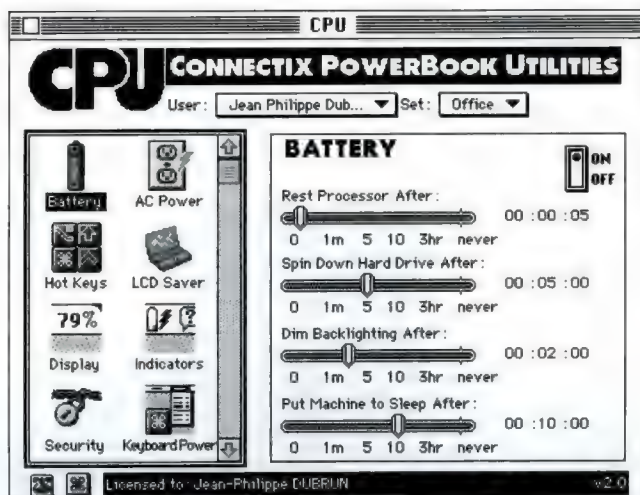 CPU
CPU CONNECTIX POWERBOOK UTILITIES
User: Jean Philippe Dub... Set: Office
Battery
AC Power
Hot Keys
LCD Saver
79%
Display
Indicators
Security
Keyboard Power
BATTERY
ON
OFF
Rest Processor After:
00:00:05
0 1m 5 10 3hr never
Spin Down Hard Drive After:
00:05:00
0 1m 5 10 3hr never
Dim Backlighting After:
00:02:00
0 1m 5 10 3hr never
Put Machine to Sleep After:
00:10:00
0 1m 5 10 3hr never
Licensed to: Jean-Philippe DUBRUN v2.0